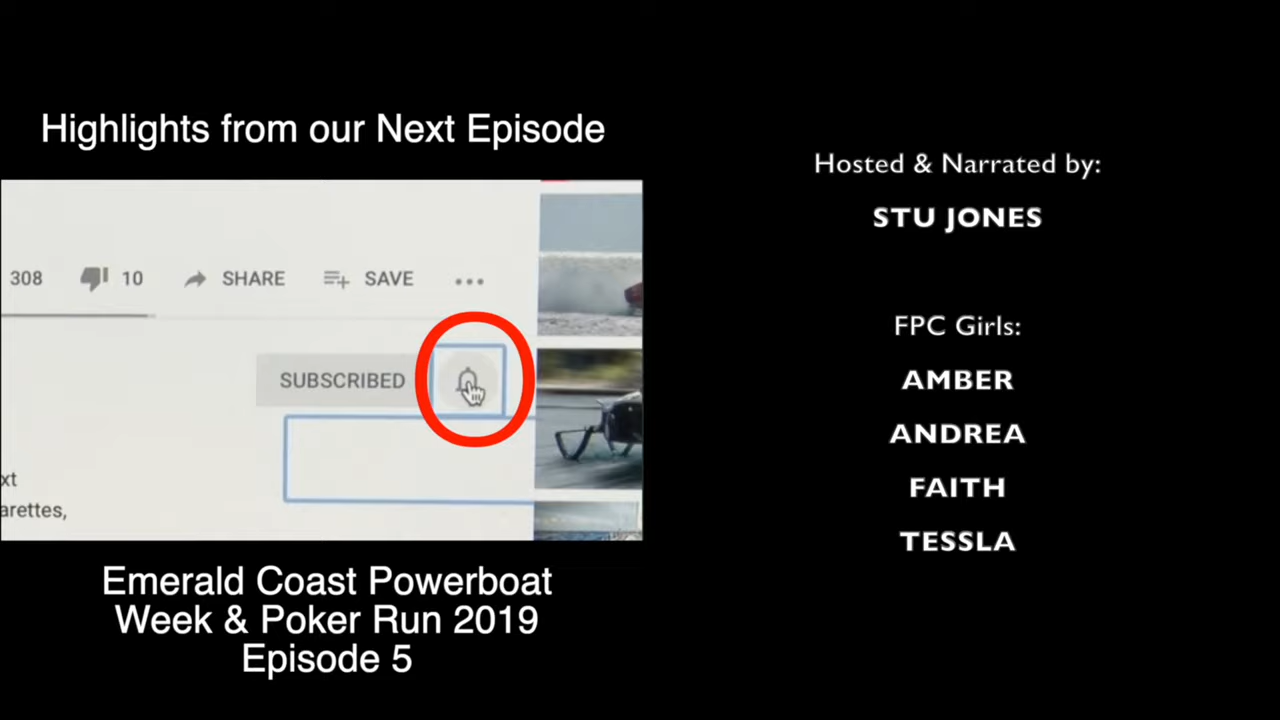 Highlights from our Next Episode
308 10 SHARE SAVE
SUBSCRIBED
xt
arettes,
Emerald Coast Powerboat
Week & Poker Run 2019
Episode 5
Hosted & Narrated by:
STU JONES
FPC Girls:
AMBER
ANDREA
FAITH
TESSLA